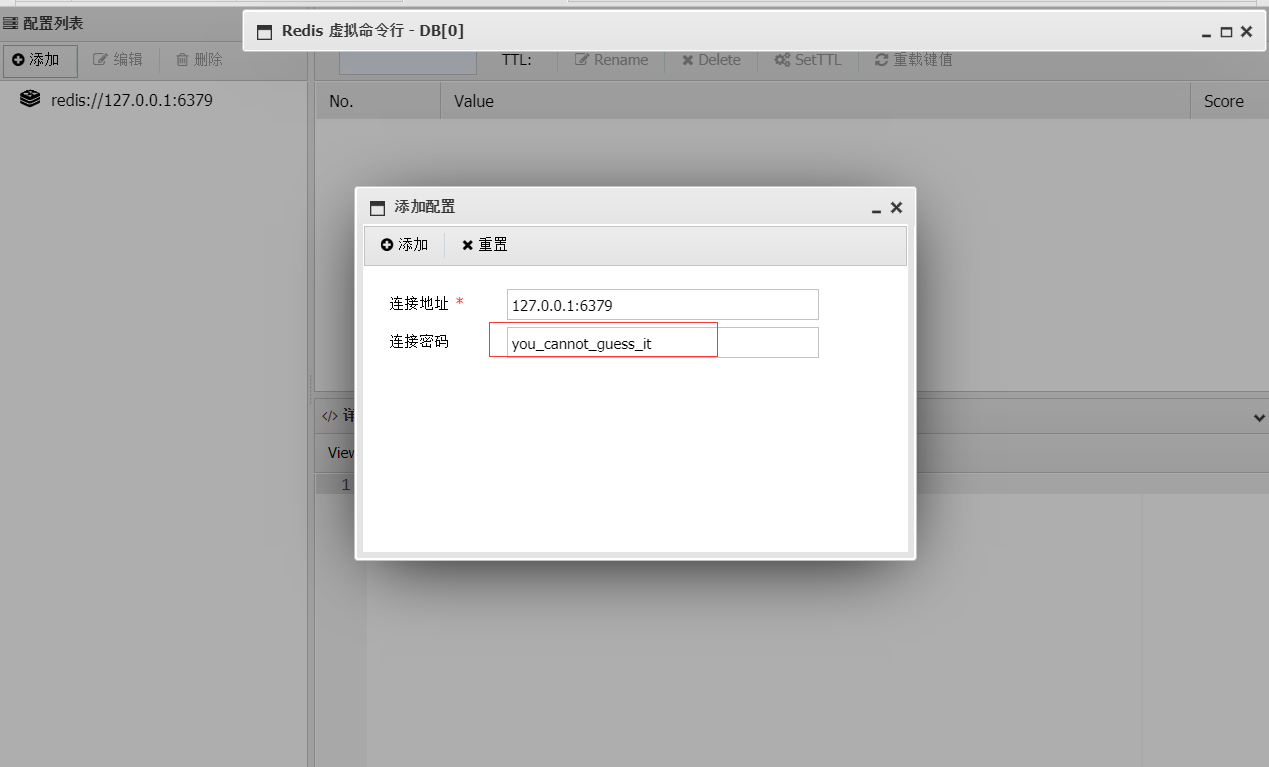 配置列表
Redis 虚拟命令行 - DB[0]
添加 编辑 删除
TTL: Rename Delete SetTTL 重载键值
redis://127.0.0.1:6379
No. Value Score
添加配置
添加 重置
连接地址 * 127.0.0.1:6379
连接密码 you_cannot_guess_it
</> 详
View
1